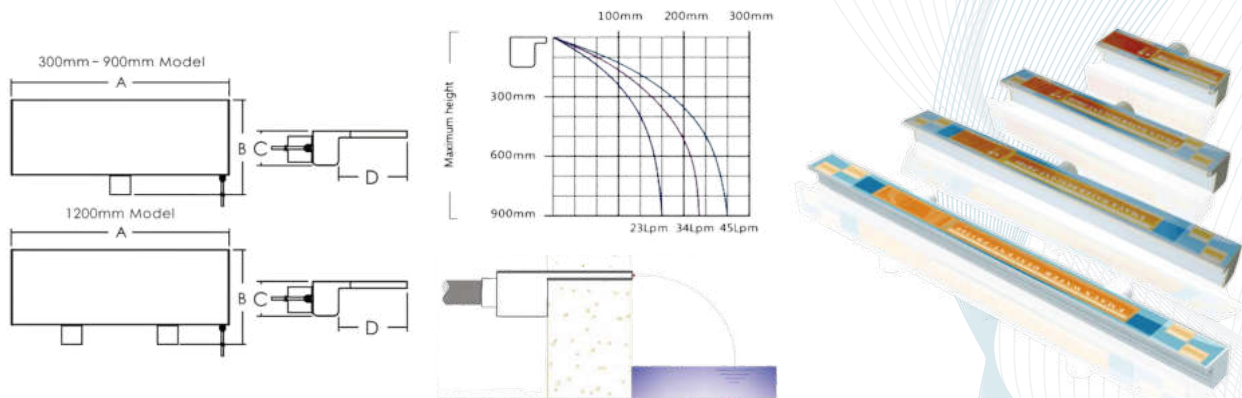 300mm – 900mm Model
A
B
C
D
1200mm Model
A
B
C
D
100mm
200mm
300mm
Maximum height
300mm
600mm
900mm
23Lpm
34Lpm
45Lpm